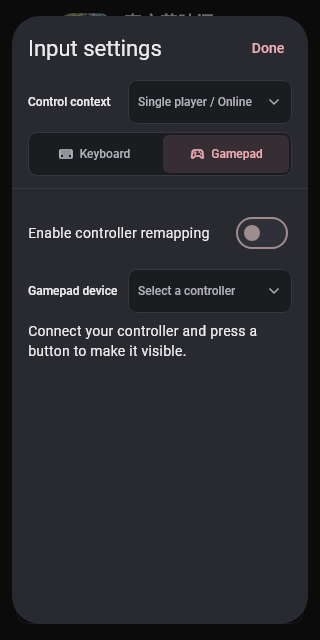 Input settings
Done
Control context
Single player / Online
Keyboard
Gamepad
Enable controller remapping
Gamepad device
Select a controller
Connect your controller and press a
button to make it visible.